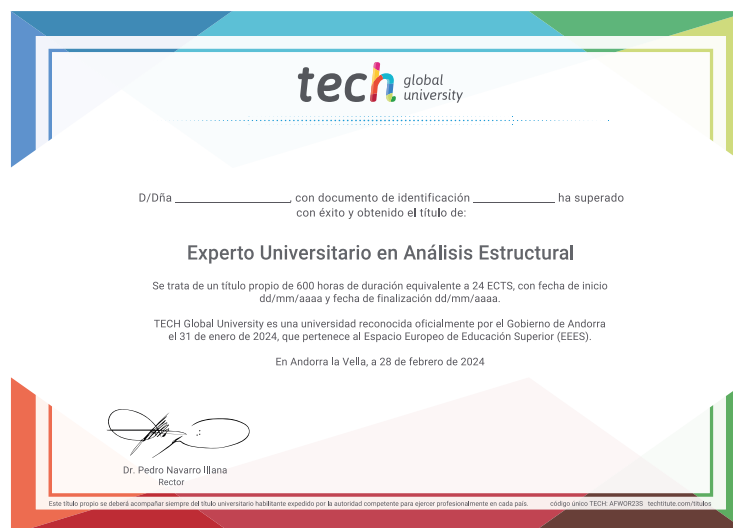 tech global university
D/Dña ____________________, con documento de identificación ______________ ha superado
con éxito y obtenido el título de:
Experto Universitario en Análisis Estructural
Se trata de un título propio de 600 horas de duración equivalente a 24 ECTS, con fecha de inicio
dd/mm/aaaa y fecha de finalización dd/mm/aaaa.
TECH Global University es una universidad reconocida oficialmente por el Gobierno de Andorra
el 31 de enero de 2024, que pertenece al Espacio Europeo de Educación Superior (EEES).
En Andorra la Vella, a 28 de febrero de 2024
Dr. Pedro Navarro Illana
Rector
Este título propio se deberá acompañar siempre del título universitario habilitante expedido por la autoridad competente para ejercer profesionalmente en cada país. código único TECH: AFWOR23S techtitute.com/titulos